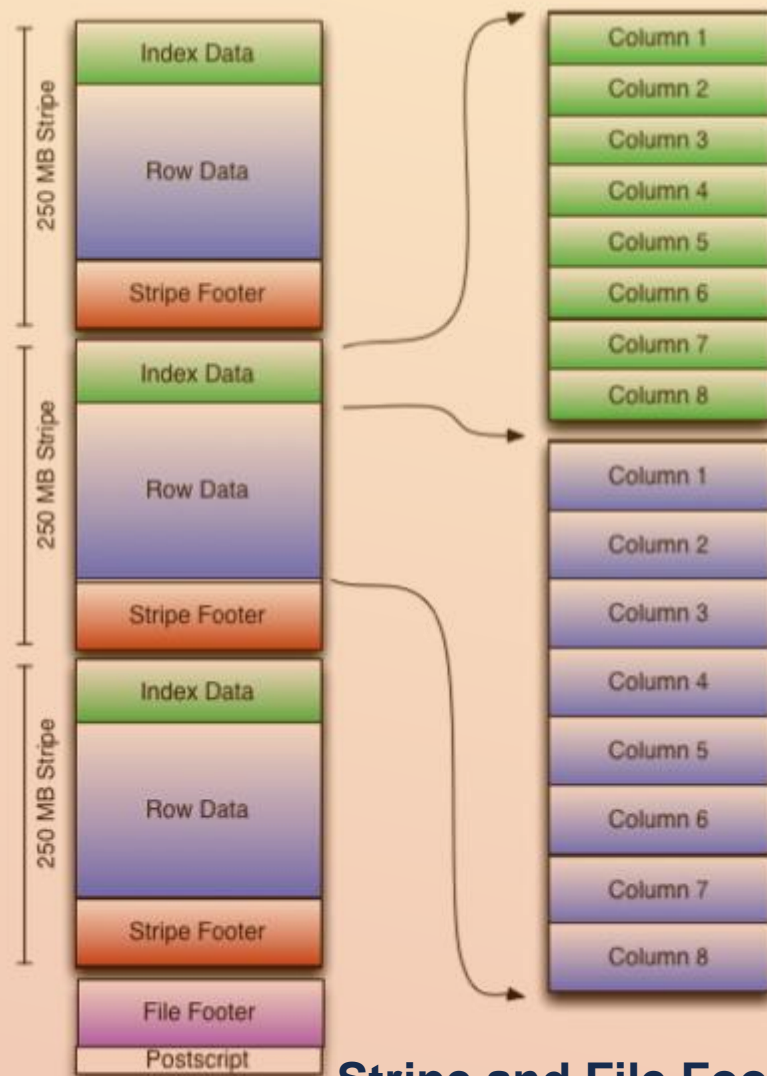 250 MB Stripe
Index Data
Row Data
Stripe Footer
250 MB Stripe
Index Data
Row Data
Stripe Footer
250 MB Stripe
Index Data
Row Data
Stripe Footer
File Footer
Postscript
Column 1
Column 2
Column 3
Column 4
Column 5
Column 6
Column 7
Column 8
Column 1
Column 2
Column 3
Column 4
Column 5
Column 6
Column 7
Column 8
Stripe and File